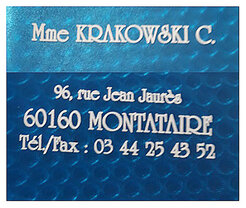 Mme KRAKOWSKI C.
96, rue Jean Jaurès
60160 MONTATAIRE
Tél./Fax : 03 44 25 43 52